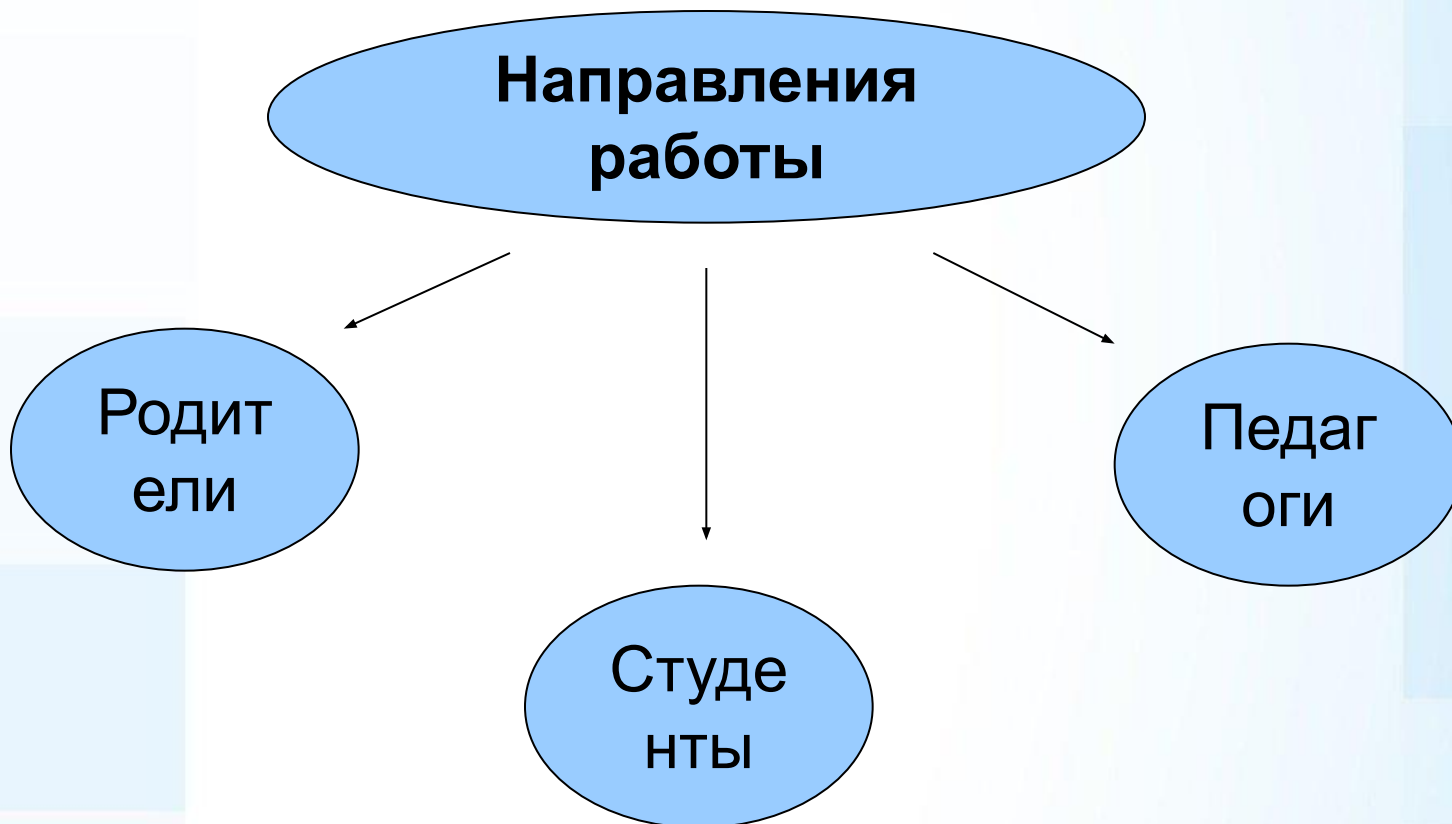 Направления
работы
Родит
ели
Педаг
оги
Студе
нты